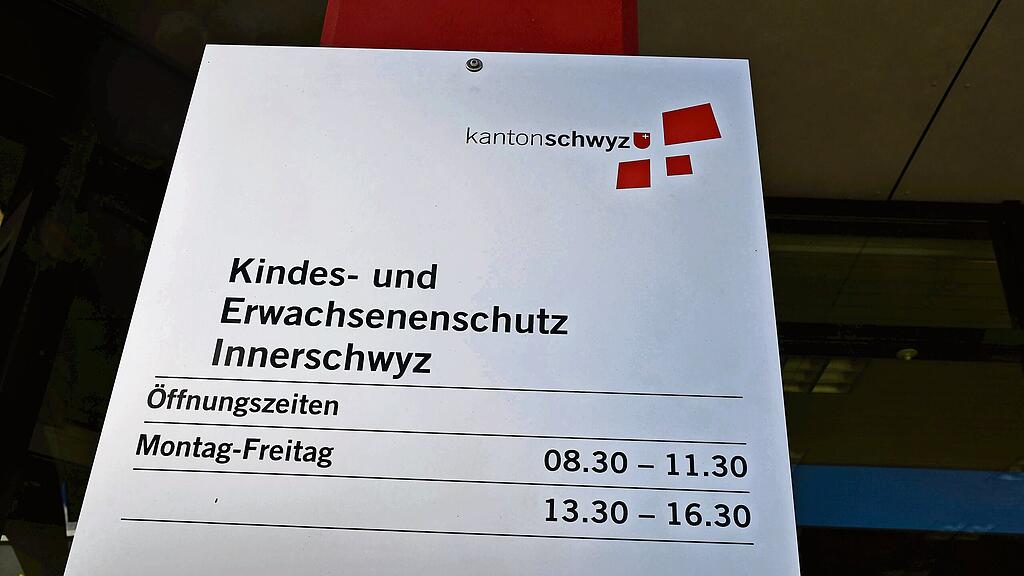 kantonschwyz
Kindes- und
Erwachsenenschutz
Innerschwyz
Öffnungszeiten
Montag-Freitag 08.30 – 11.30
13.30 – 16.30